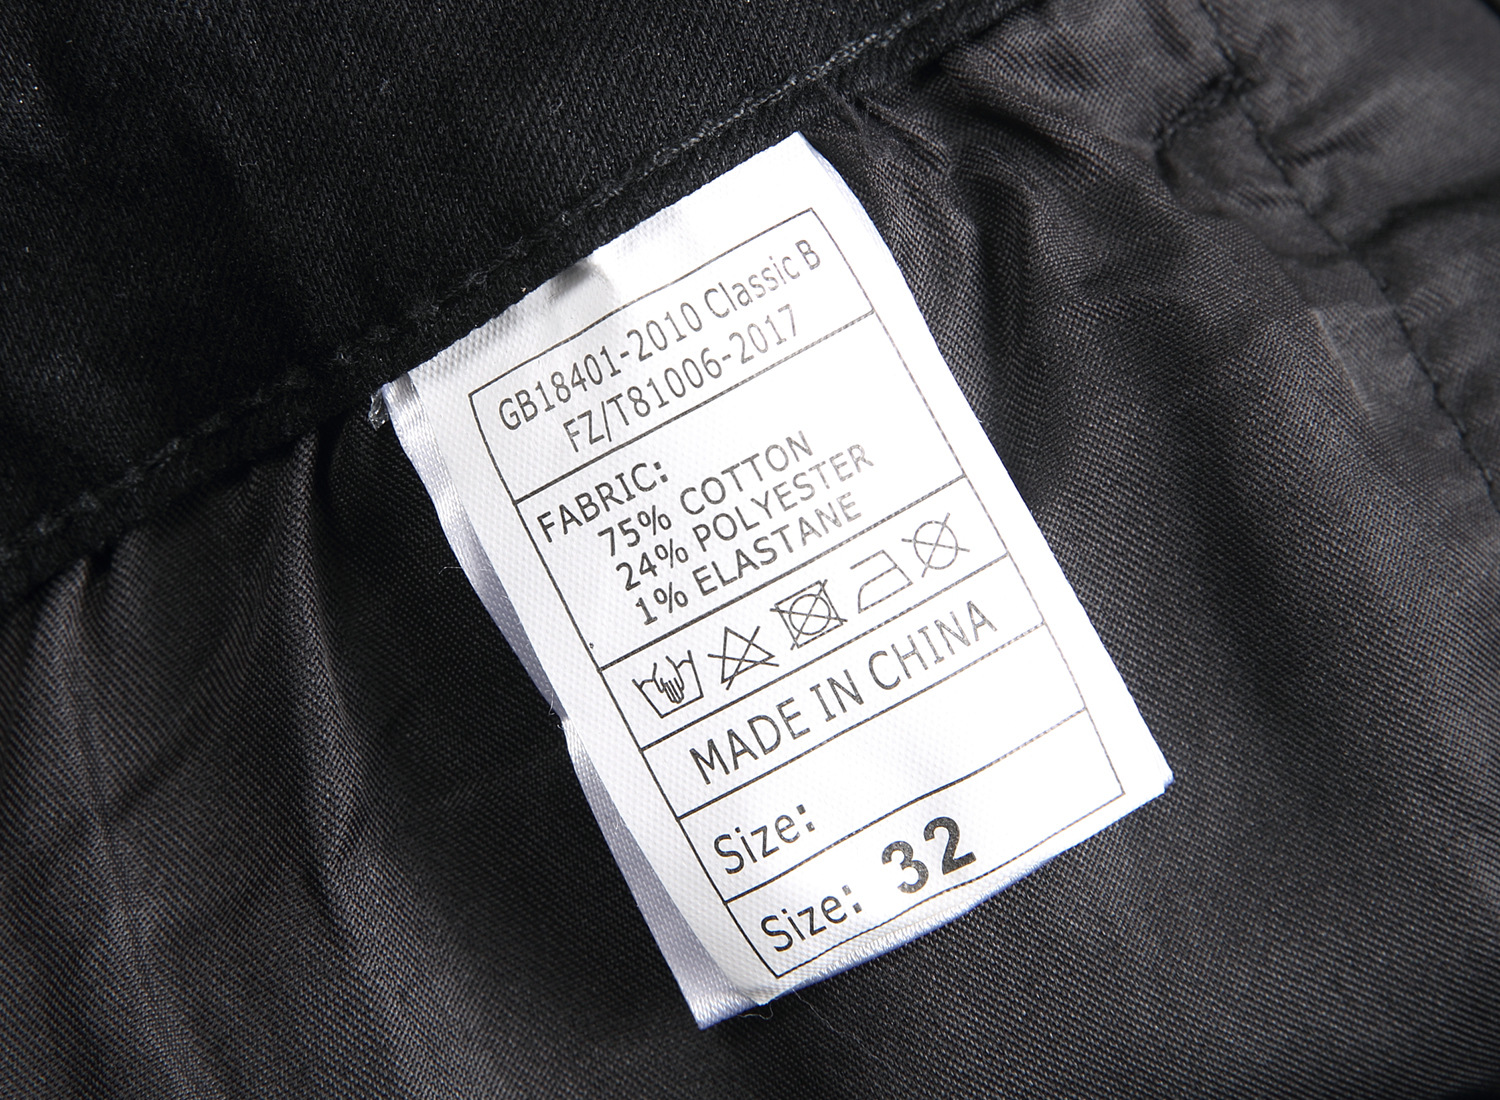 GB18401-2010 Classic B
FZ/T81006-2017
FABRIC:
75% COTTON
24% POLYESTER
1% ELASTANE
MADE IN CHINA
Size:
Size: 32